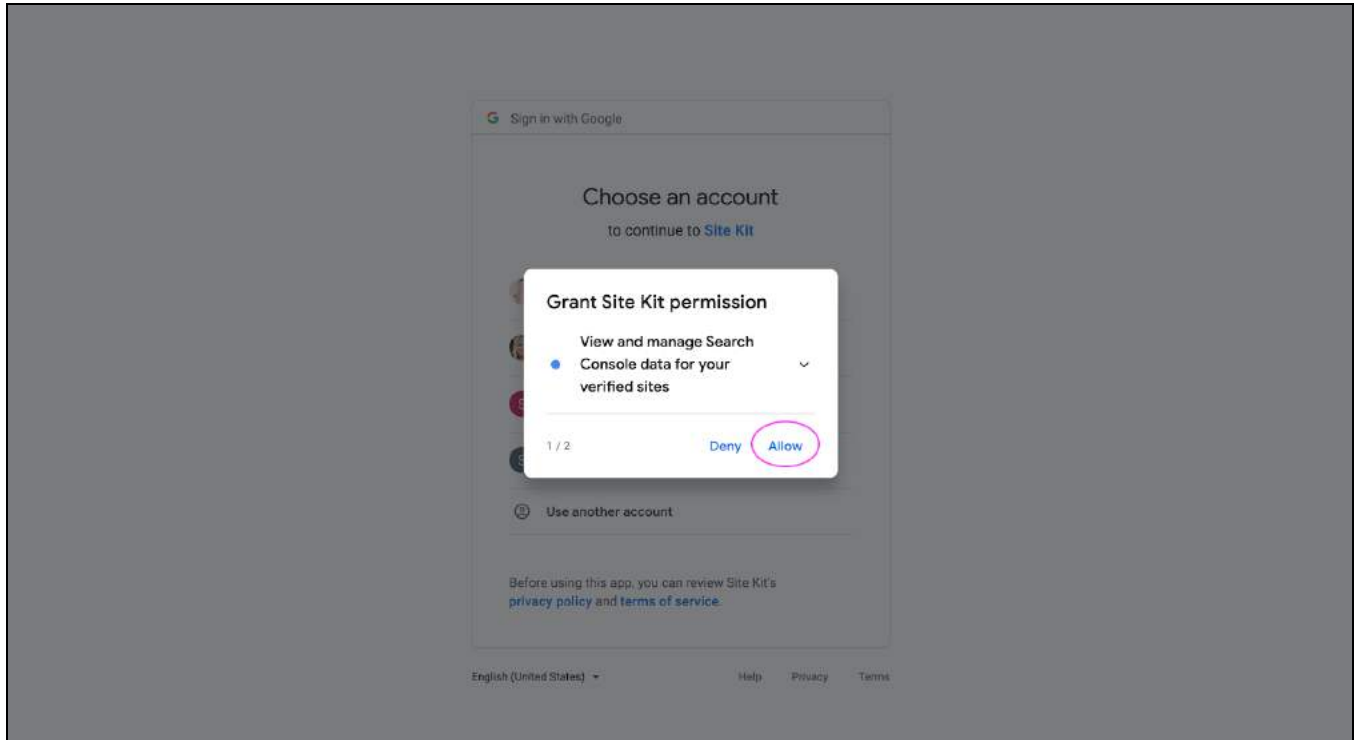 Sign in with Google
Choose an account
to continue to Site Kit
Grant Site Kit permission
View and manage Search
Console data for your
verified sites
1 / 2
Deny
Allow
Use another account
Before using this app, you can review Site Kit's
privacy policy and terms of service.
English (United States)
Help
Privacy
Terms